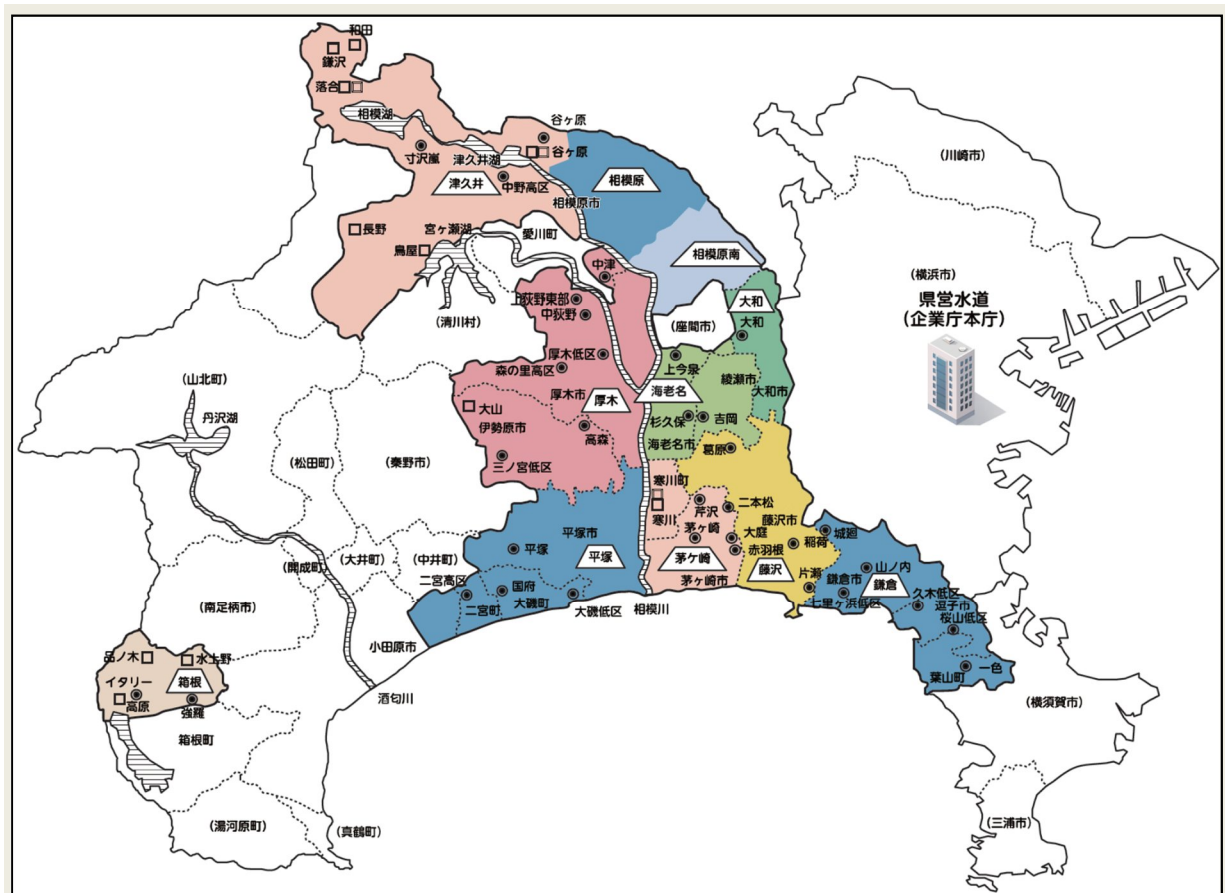 和田
鎌沢
落合
相模湖
谷ヶ原
谷ヶ原
寸沢嵐
津久井湖
津久井
中野高区
相模原
相模原市
(川崎市)
長野
宮ヶ瀬湖
愛川町
鳥屋
相模原南
中津
(横浜市)
県営水道
(企業庁本庁)
上荻野東部
中荻野
(清川村)
大和
大和
(座間市)
厚木低区
森の里高区
上今泉
綾瀬市
大和市
(山北町)
丹沢湖
厚木市
厚木
海老名
大山
伊勢原市
高森
杉久保
吉岡
海老名市
葛原
三ノ宮低区
(松田町)
(秦野市)
寒川町
寒川
芹沢
二本松
茅ヶ崎
大庭
藤沢市
赤羽根
稲荷
城廻
平塚市
平塚
平塚
茅ケ崎
茅ヶ崎市
藤沢
片瀬
山ノ内
鎌倉市
鎌倉
七里ヶ浜低区
久木低区
逗子市
桜山低区
(大井町)
(中井町)
(開成町)
二宮高区
国府
二宮町
大磯町
大磯低区
相模川
(南足柄市)
小田原市
一色
葉山町
品ノ木
水土野
イタリー
箱根
高原
強羅
酒匂川
(横須賀市)
箱根町
(湯河原町)
(真鶴町)
(三浦市)